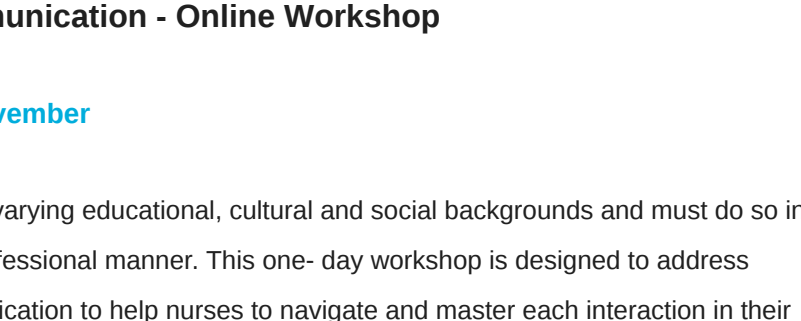 munication - Online Workshop
vember
varying educational, cultural and social backgrounds and must do so in
fessional manner. This one- day workshop is designed to address
ication to help nurses to navigate and master each interaction in their